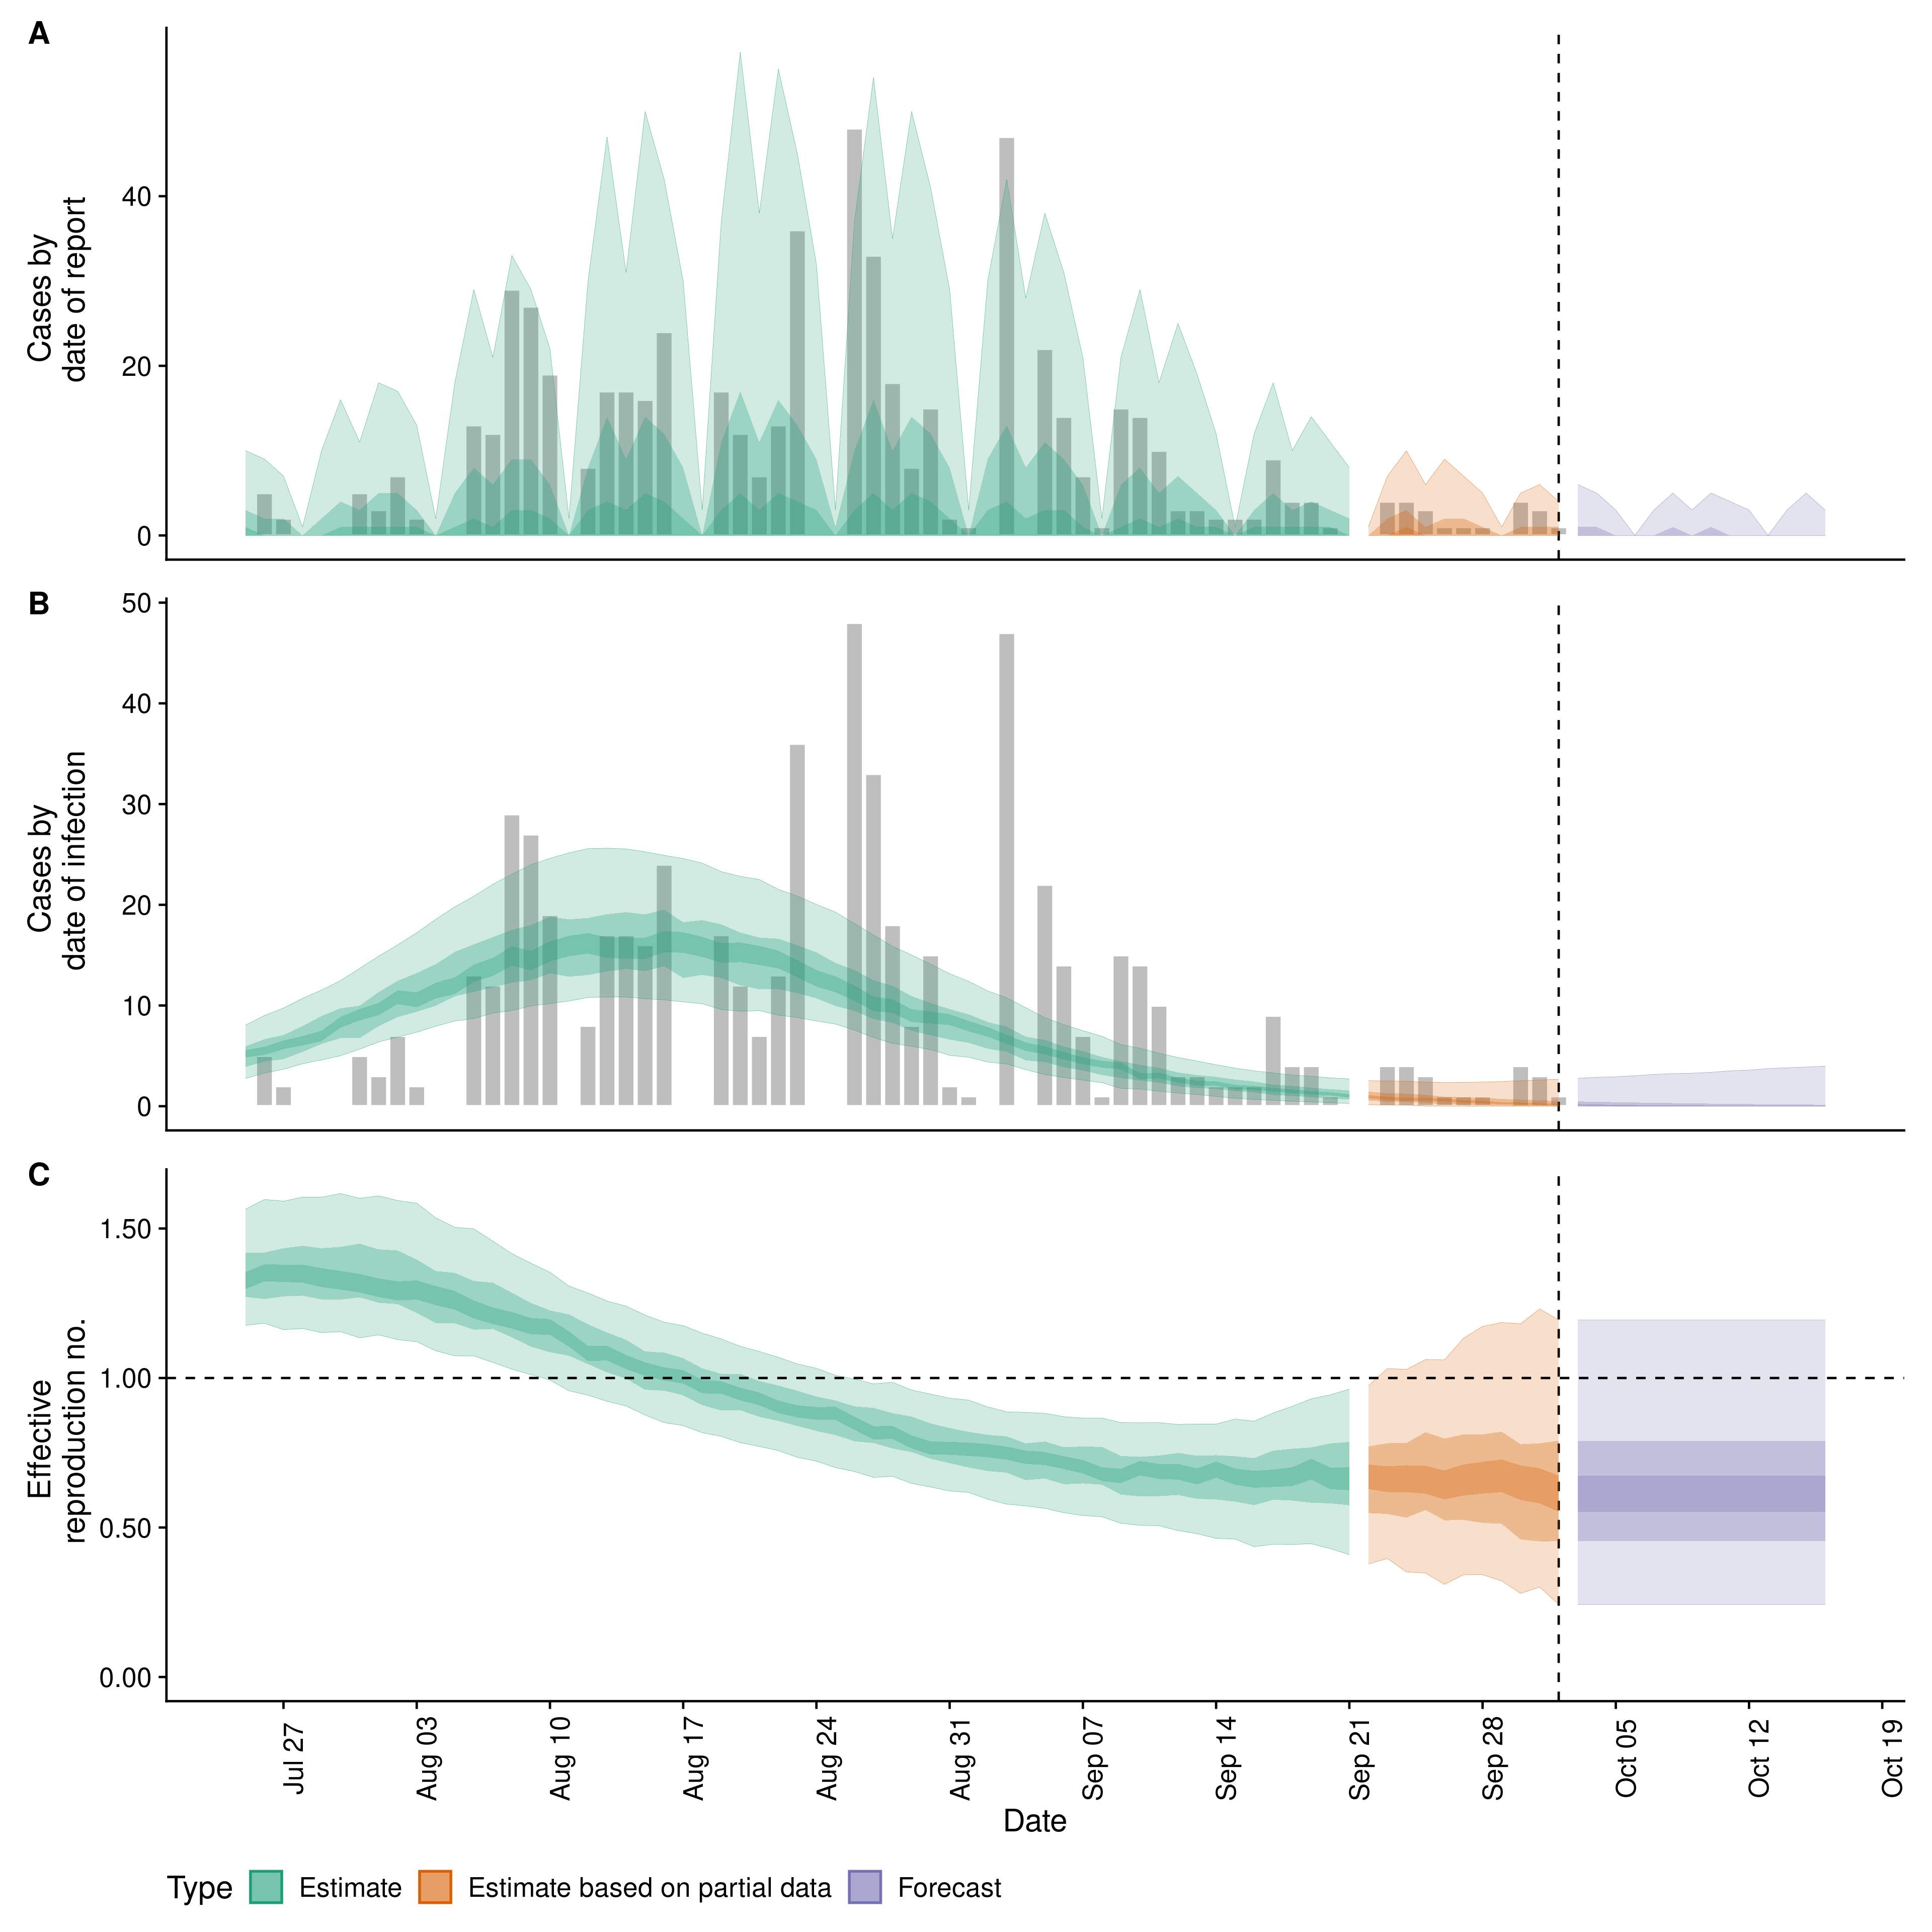 A
Cases by
date of report
40
20
0
B
Cases by
date of infection
50
40
30
20
10
0
C
Effective
reproduction no.
1.50
1.00
0.50
0.00
Jul 27
Aug 03
Aug 10
Aug 17
Aug 24
Aug 31
Sep 07
Sep 14
Sep 21
Sep 28
Oct 05
Oct 12
Oct 19
Date
Type Estimate Estimate based on partial data Forecast